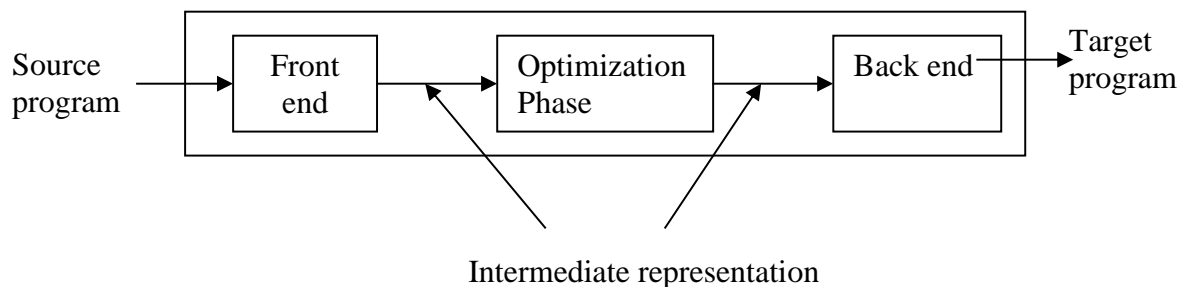 Source
program
Front
end
Optimization
Phase
Back end
Target
program
Intermediate representation